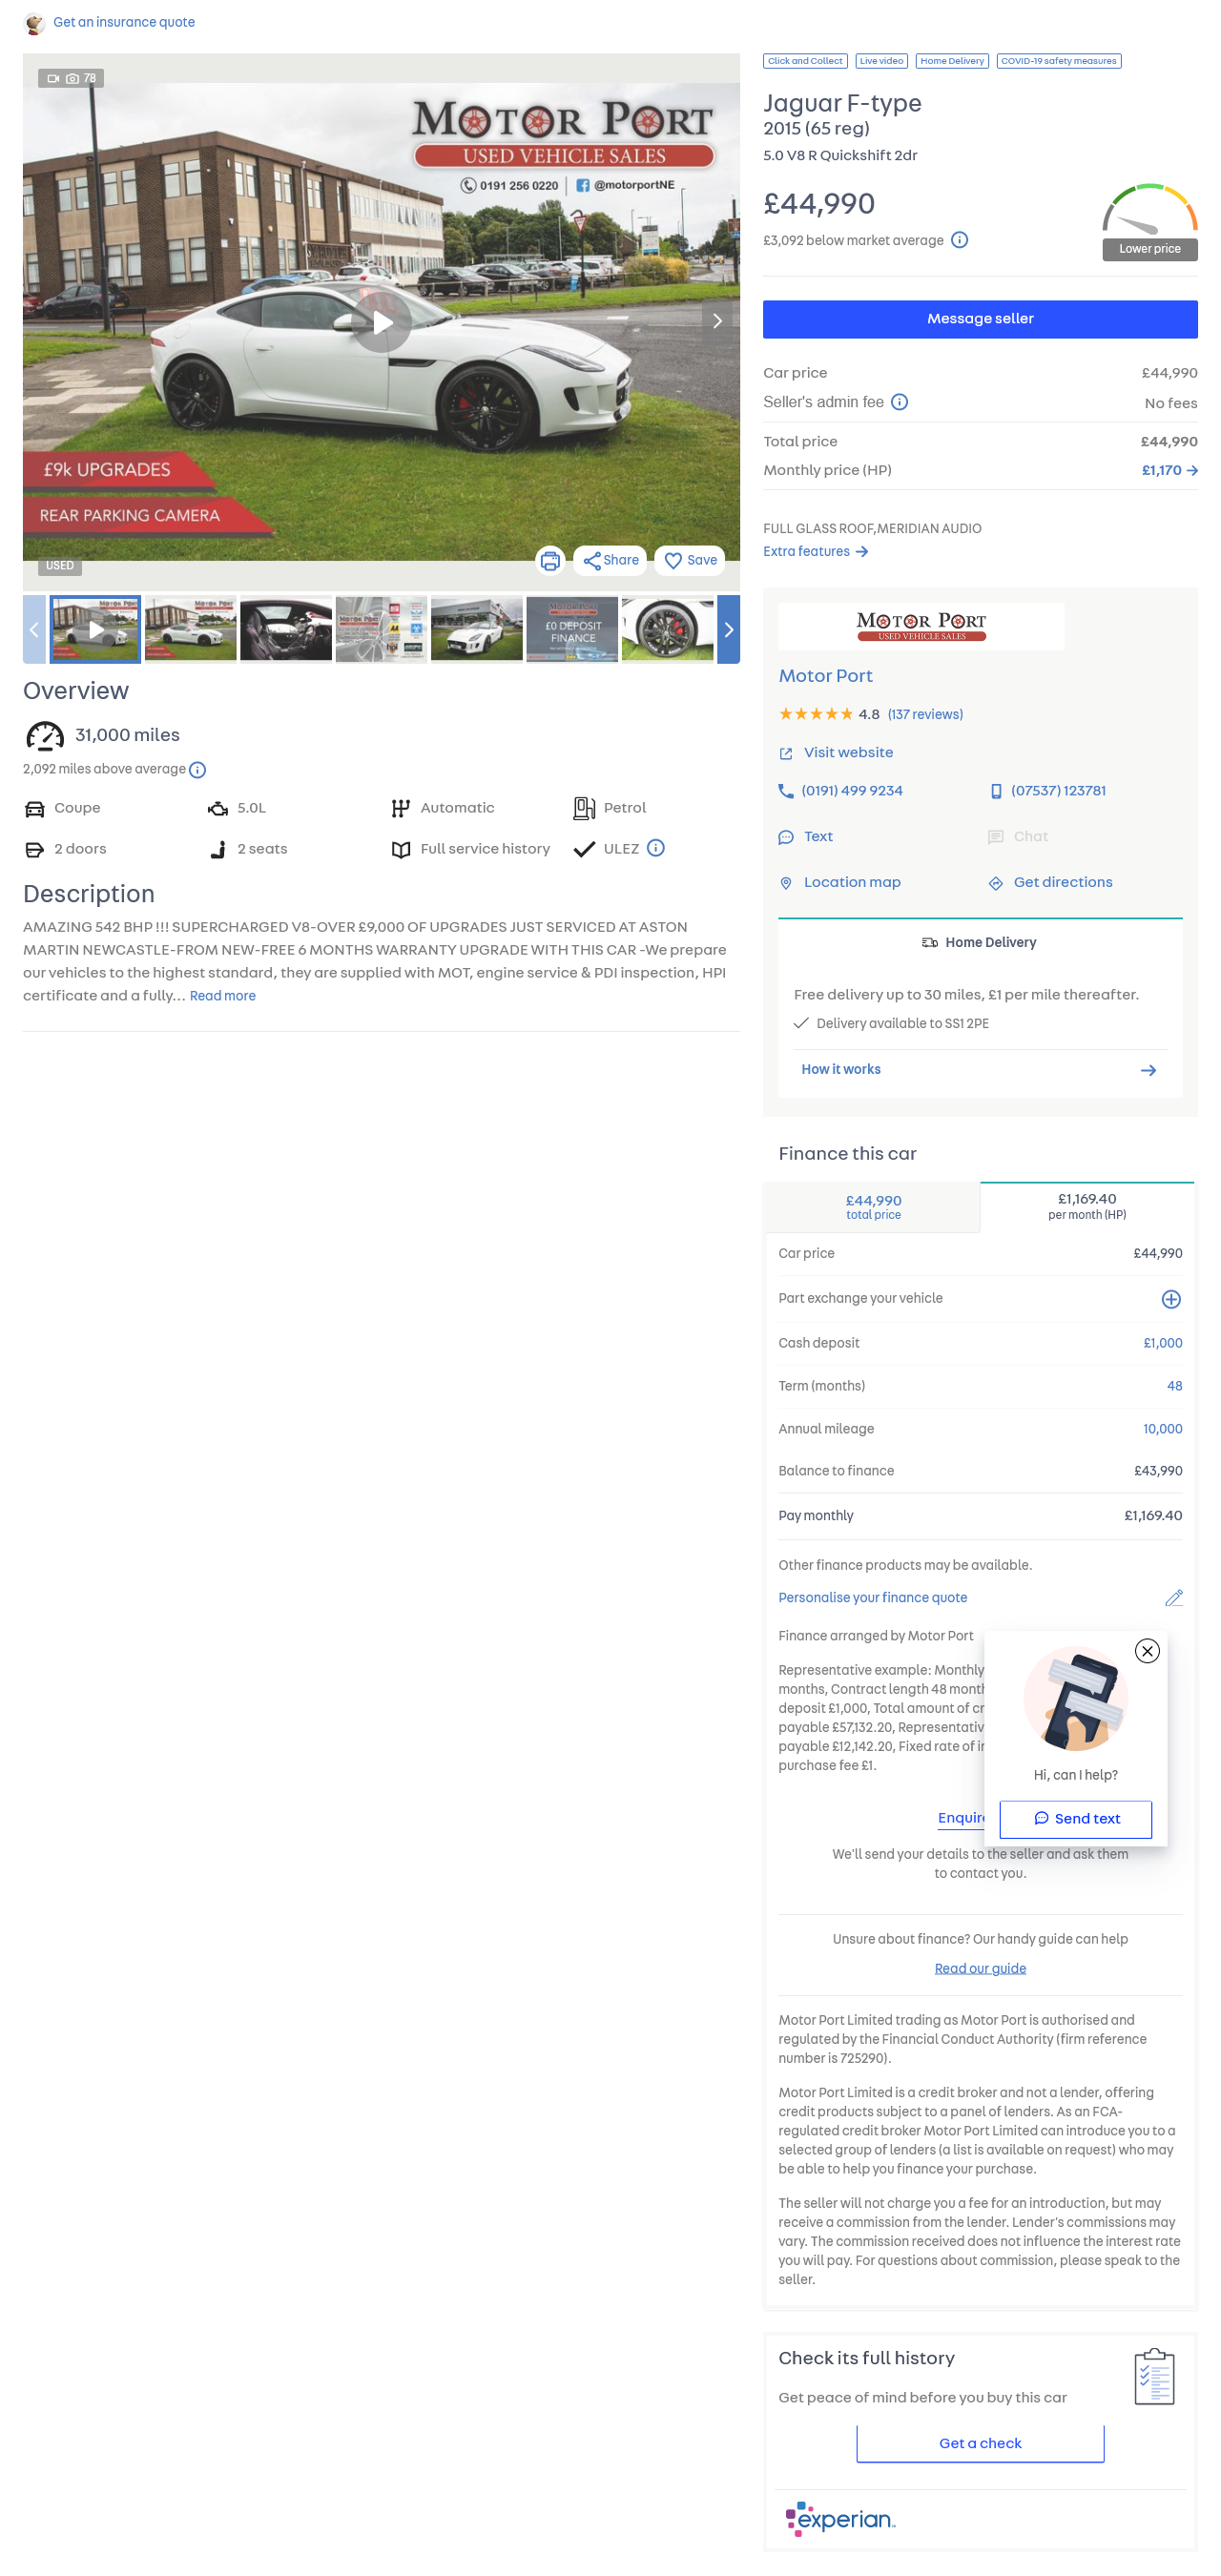 Get an insurance quote
78
MOTOR PORT
USED VEHICLE SALES
0191 256 0220 | @motorportNE
£9k UPGRADES
REAR PARKING CAMERA
USED
Share
Save
MOTOR PORT
£0 DEPOSIT
FINANCE
Overview
31,000 miles
2,092 miles above average
Coupe
5.0L
Automatic
Petrol
2 doors
2 seats
Full service history
ULEZ
Description
AMAZING 542 BHP !!! SUPERCHARGED V8-OVER £9,000 OF UPGRADES JUST SERVICED AT ASTON
MARTIN NEWCASTLE-FROM NEW-FREE 6 MONTHS WARRANTY UPGRADE WITH THIS CAR -We prepare
our vehicles to the highest standard, they are supplied with MOT, engine service & PDI inspection, HPI
certificate and a fully... Read more
Click and Collect
Live video
Home Delivery
COVID-19 safety measures
Jaguar F-type
2015 (65 reg)
5.0 V8 R Quickshift 2dr
£44,990
£3,092 below market average
Lower price
Message seller
Car price £44,990
Seller's admin fee No fees
Total price £44,990
Monthly price (HP) £1,170
FULL GLASS ROOF,MERIDIAN AUDIO
Extra features
MOTOR PORT
USED VEHICLE SALES
Motor Port
4.8 (137 reviews)
Visit website
(0191) 499 9234
(07537) 123781
Text
Chat
Location map
Get directions
Home Delivery
Free delivery up to 30 miles, £1 per mile thereafter.
Delivery available to SS1 2PE
How it works
Finance this car
£44,990
total price
£1,169.40
per month (HP)
Car price £44,990
Part exchange your vehicle
Cash deposit £1,000
Term (months) 48
Annual mileage 10,000
Balance to finance £43,990
Pay monthly £1,169.40
Other finance products may be available.
Personalise your finance quote
Finance arranged by Motor Port
Representative example: Monthly
months, Contract length 48 month
deposit £1,000, Total amount of cr
payable £57,132.20, Representativ
payable £12,142.20, Fixed rate of in
purchase fee £1.
Hi, can I help?
Send text
Enquire
We'll send your details to the seller and ask them
to contact you.
Unsure about finance? Our handy guide can help
Read our guide
Motor Port Limited trading as Motor Port is authorised and
regulated by the Financial Conduct Authority (firm reference
number is 725290).
Motor Port Limited is a credit broker and not a lender, offering
credit products subject to a panel of lenders. As an FCA-
regulated credit broker Motor Port Limited can introduce you to a
selected group of lenders (a list is available on request) who may
be able to help you finance your purchase.
The seller will not charge you a fee for an introduction, but may
receive a commission from the lender. Lender's commissions may
vary. The commission received does not influence the interest rate
you will pay. For questions about commission, please speak to the
seller.
Check its full history
Get peace of mind before you buy this car
Get a check
experian